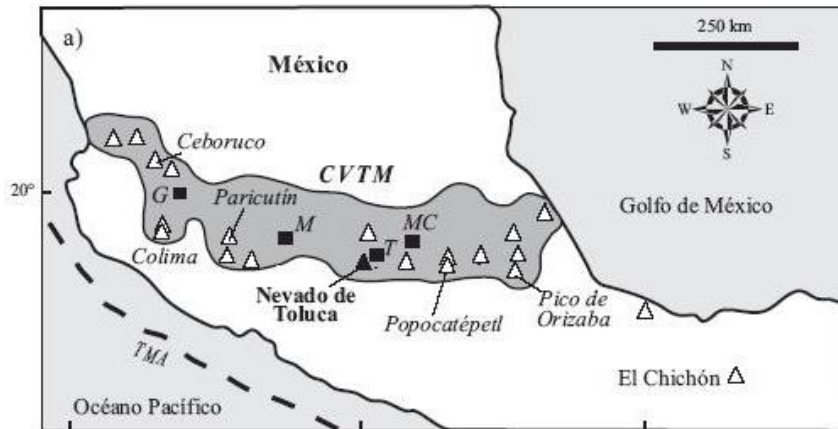 a)
250 km
México
N
W
E
S
Ceboruco
CVTM
20°
G
Paricutín
Golfo de México
M
MC
T
Colima
Nevado de
Toluca
Popocatépetl
Pico de
Orizaba
TMA
El Chichón
Océano Pacífico